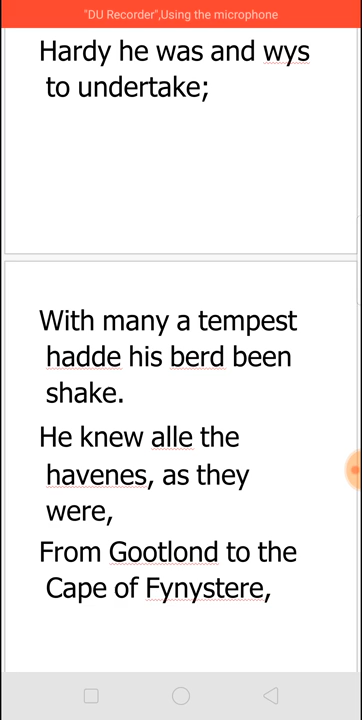 "DU Recorder",Using the microphone
Hardy he was and wys
to undertake;
With many a tempest
hadde his berd been
shake.
He knew alle the
havenes, as they
were,
From Gootlond to the
Cape of Fynystere,